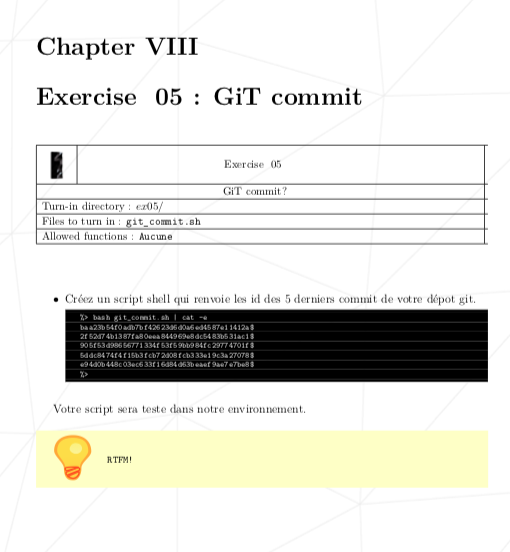 Chapter VIII
Exercise 05 : GiT commit
Exercise 05
GiT commit?
Turn-in directory : ex05/
Files to turn in : git_commit.sh
Allowed functions : Aucune
• Créez un script shell qui renvoie les id des 5 derniers commit de votre dépot git.
%> bash git_commit.sh | cat -e
baa23b54f0adb7bf42623d6d0a6ed4587e11412a$
2f52d74b1387fa80eea844969e8dc5483b531ac1$
905f53d98656771334f53f59bb984fc29774701f$
5ddc8474f4f15b3fcb72d08fcb333e19c3a27078$
e94d0b448c03ec633f16d84d63beaef9ae7e7be8$
%>
Votre script sera teste dans notre environnement.
RTFM!